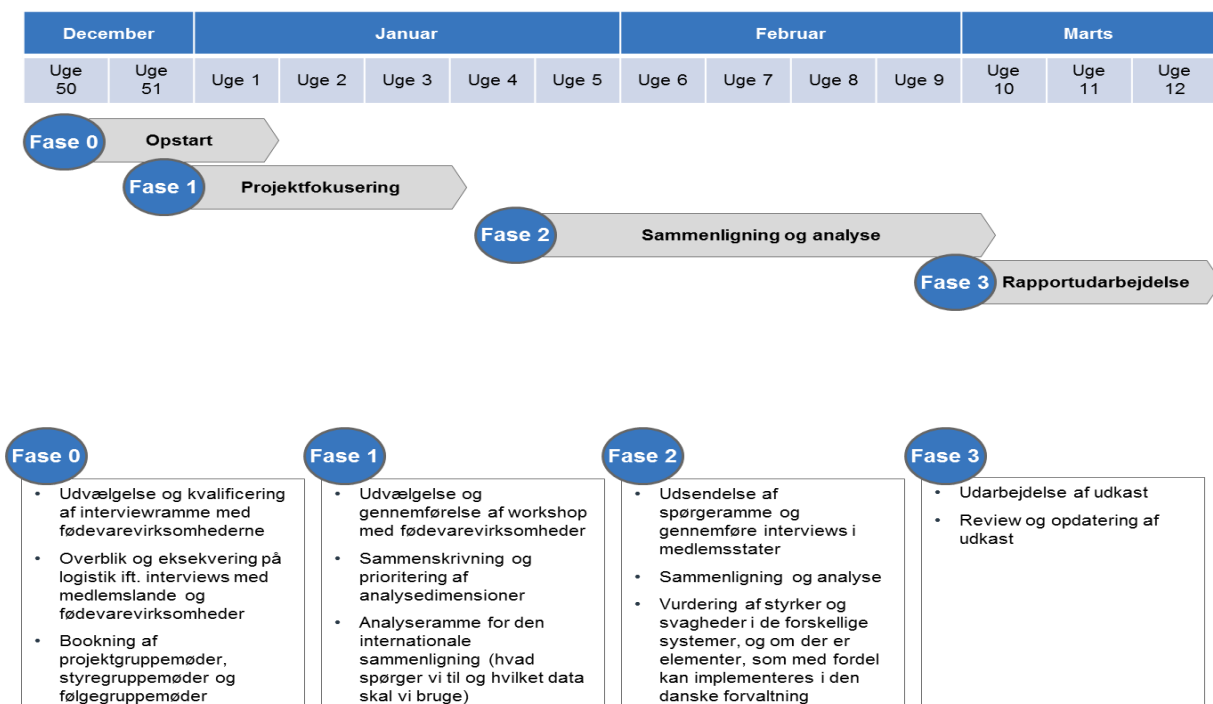 December Januar Februar Marts
Uge 50 Uge 51 Uge 1 Uge 2 Uge 3 Uge 4 Uge 5 Uge 6 Uge 7 Uge 8 Uge 9 Uge 10 Uge 11 Uge 12
Fase 0 Opstart
Fase 1 Projektfokusering
Fase 2 Sammenligning og analyse
Fase 3 Rapportudarbejdelse
Fase 0
• Udvælgelse og kvalificering
af interviewramme med
fødevarevirksomhederne
• Overblik og eksekvering på
logistik ift. interviews med
medlemslande og
fødevarevirksomheder
• Bookning af
projektgruppemøder,
styregruppemøder og
følgegruppemøder
Fase 1
• Udvælgelse og
gennemførelse af workshop
med fødevarevirksomheder
• Sammenskrivning og
prioritering af
analysedimensioner
• Analyseramme for den
internationale
sammenligning (hvad
spørger vi til og hvilket data
skal vi bruge)
Fase 2
• Udsendelse af
spørgeramme og
gennemføre interviews i
medlemsstater
• Sammenligning og analyse
• Vurdering af styrker og
svagheder i de forskellige
systemer, og om der er
elementer, som med fordel
kan implementeres i den
danske forvaltning
Fase 3
• Udarbejdelse af udkast
• Review og opdatering af
udkast